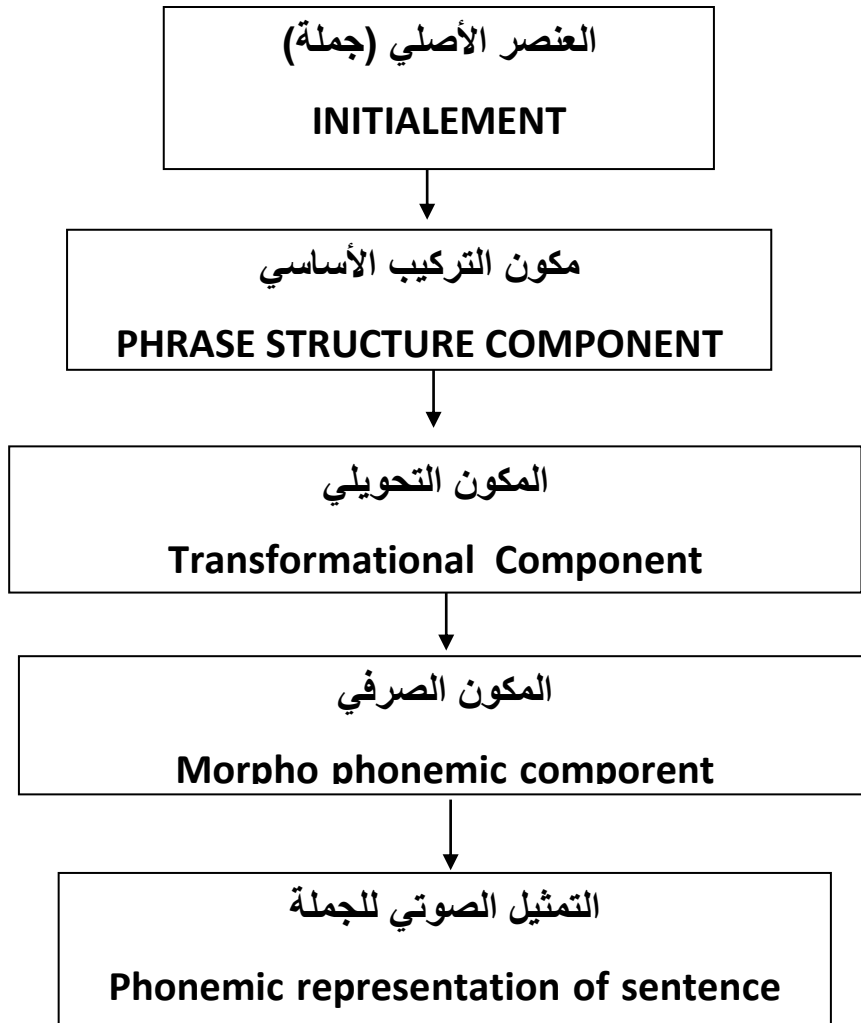 العنصر الأصلي (جملة)
INITIALEMENT
مكون التركيب الأساسي
PHRASE STRUCTURE COMPONENT
المكون التحويلي
Transformational Component
المكون الصرفي
Morpho phonemic comporent
التمثيل الصوتي للجملة
Phonemic representation of sentence